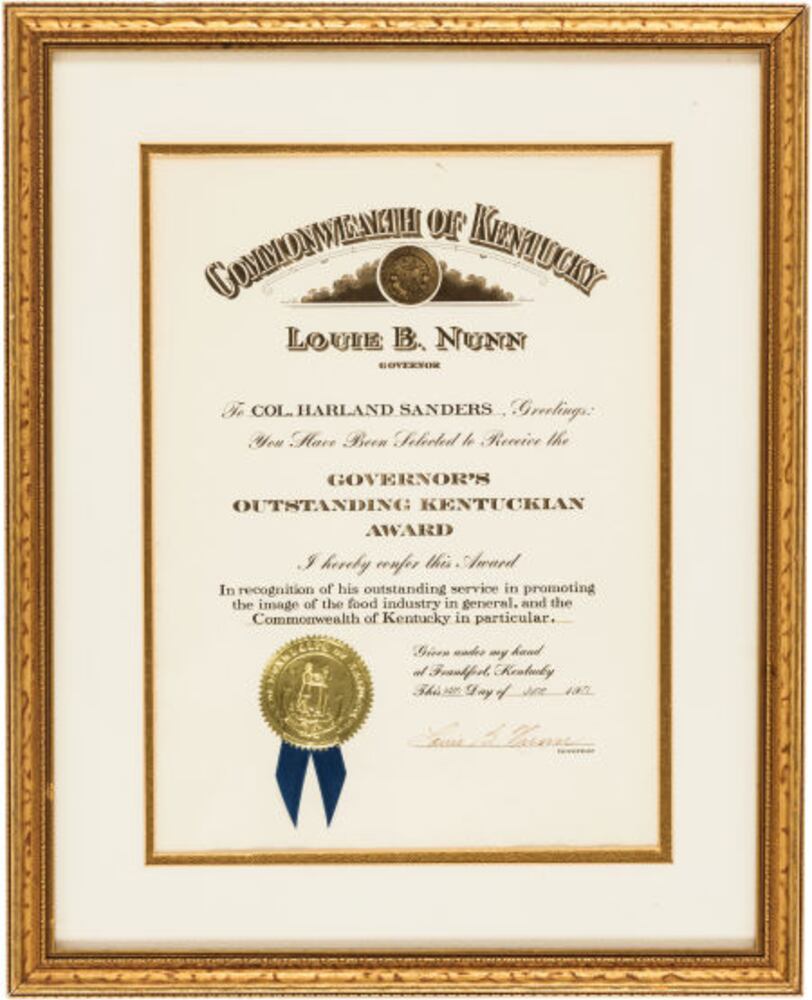 COMMONWEALTH OF KENTUCKY
LOUIE B. NUNN
GOVERNOR
To COL. HARLAND SANDERS, Greetings:
You Have Been Selected to Receive the
GOVERNOR'S
OUTSTANDING KENTUCKIAN
AWARD
I hereby confer this Award
In recognition of his outstanding service in promoting
the image of the food industry in general, and the
Commonwealth of Kentucky in particular.
Given under my hand
at Frankfort, Kentucky
This Day of
Louie B. Nunn
GOVERNOR